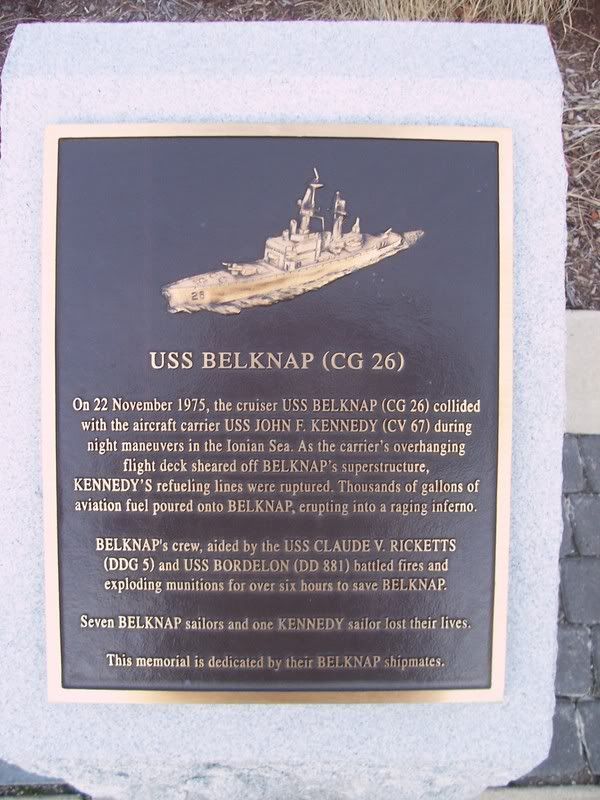 26
USS BELKNAP (CG 26)
On 22 November 1975, the cruiser USS BELKNAP (CG 26) collided
with the aircraft carrier USS JOHN F. KENNEDY (CV 67) during
night maneuvers in the Ionian Sea. As the carrier's overhanging
flight deck sheared off BELKNAP's superstructure,
KENNEDY'S refueling lines were ruptured. Thousands of gallons of
aviation fuel poured onto BELKNAP, erupting into a raging inferno.
BELKNAP's crew, aided by the USS CLAUDE V. RICKETTS
(DDG 5) and USS BORDELON (DD 881) battled fires and
exploding munitions for over six hours to save BELKNAP.
Seven BELKNAP sailors and one KENNEDY sailor lost their lives.
This memorial is dedicated by their BELKNAP shipmates.